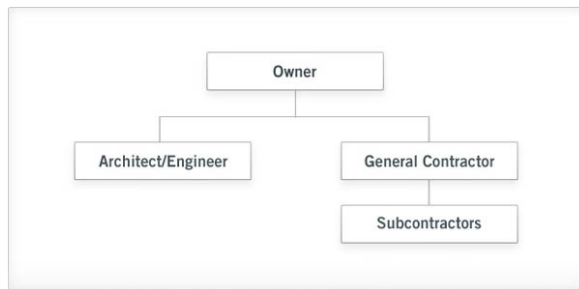 Owner
Architect/Engineer
General Contractor
Subcontractors